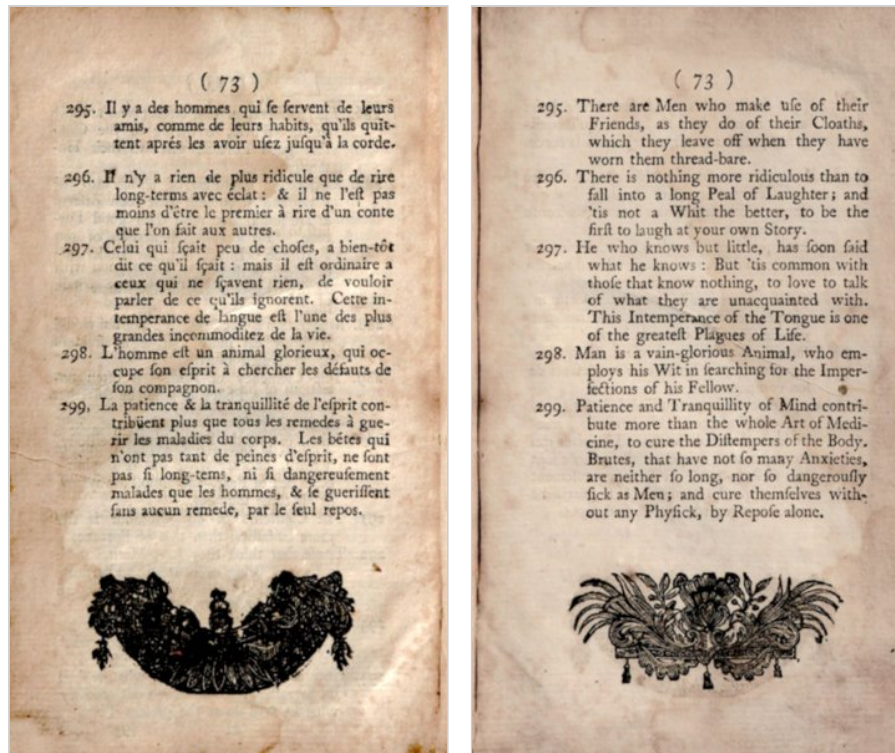 ( 73 )
295. Il y a des hommes qui ſe ſervent de leurs
amis, comme de leurs habits, qu'ils quit-
tent aprés les avoir uſez juſqu'à la corde.
296. Il n'y a rien de plus ridicule que de rire
long-terms avec éclat : & il ne l'eſt pas
moins d'être le premier à rire d'un conte
que l'on fait aux autres.
297. Celui qui ſçait peu de choſes, a bien-tôt
dit ce qu'il ſçait : mais il eſt ordinaire a
ceux qui ne ſçavent rien, de vouloir
parler de ce qu'ils ignorent. Cette in-
temperance de langue eſt l'une des plus
grandes incommoditez de la vie.
298. L'homme eſt un animal glorieux, qui oc-
cupe ſon eſprit à chercher les défauts de
ſon compagnon.
299, La patience & la tranquillité de l'eſprit con-
tribüent plus que tous les remedes à gue-
rir les maladies du corps. Les bétes qui
n'ont pas tant de peines d'eſprit, ne ſont
pas ſi long-tems, ni ſi dangereuſement
malades que les hommes, & ſe gueriſſent
ſans aucun remede, par le ſeul repos.
( 73 )
295. There are Men who make uſe of their
Friends, as they do of their Cloaths,
which they leave off when they have
worn them thread-bare.
296. There is nothing more ridiculous than to
fall into a long Peal of Laughter; and
'tis not a Whit the better, to be the
firſt to laugh at your own Story.
297. He who knows but little, has ſoon ſaid
what he knows : But 'tis common with
thoſe that know nothing, to love to talk
of what they are unacquainted with.
This Intemperance of the Tongue is one
of the greateſt Plagues of Life.
298. Man is a vain-glorious Animal, who em-
ploys his Wit in ſearching for the Imper-
fections of his Fellow.
299. Patience and Tranquillity of Mind contri-
bute more than the whole Art of Medi-
cine, to cure the Diſtempers of the Body.
Brutes, that have not ſo many Anxieties,
are neither ſo long, nor ſo dangerouſly
ſick as Men; and cure themſelves with-
out any Phyſick, by Repoſe alone.